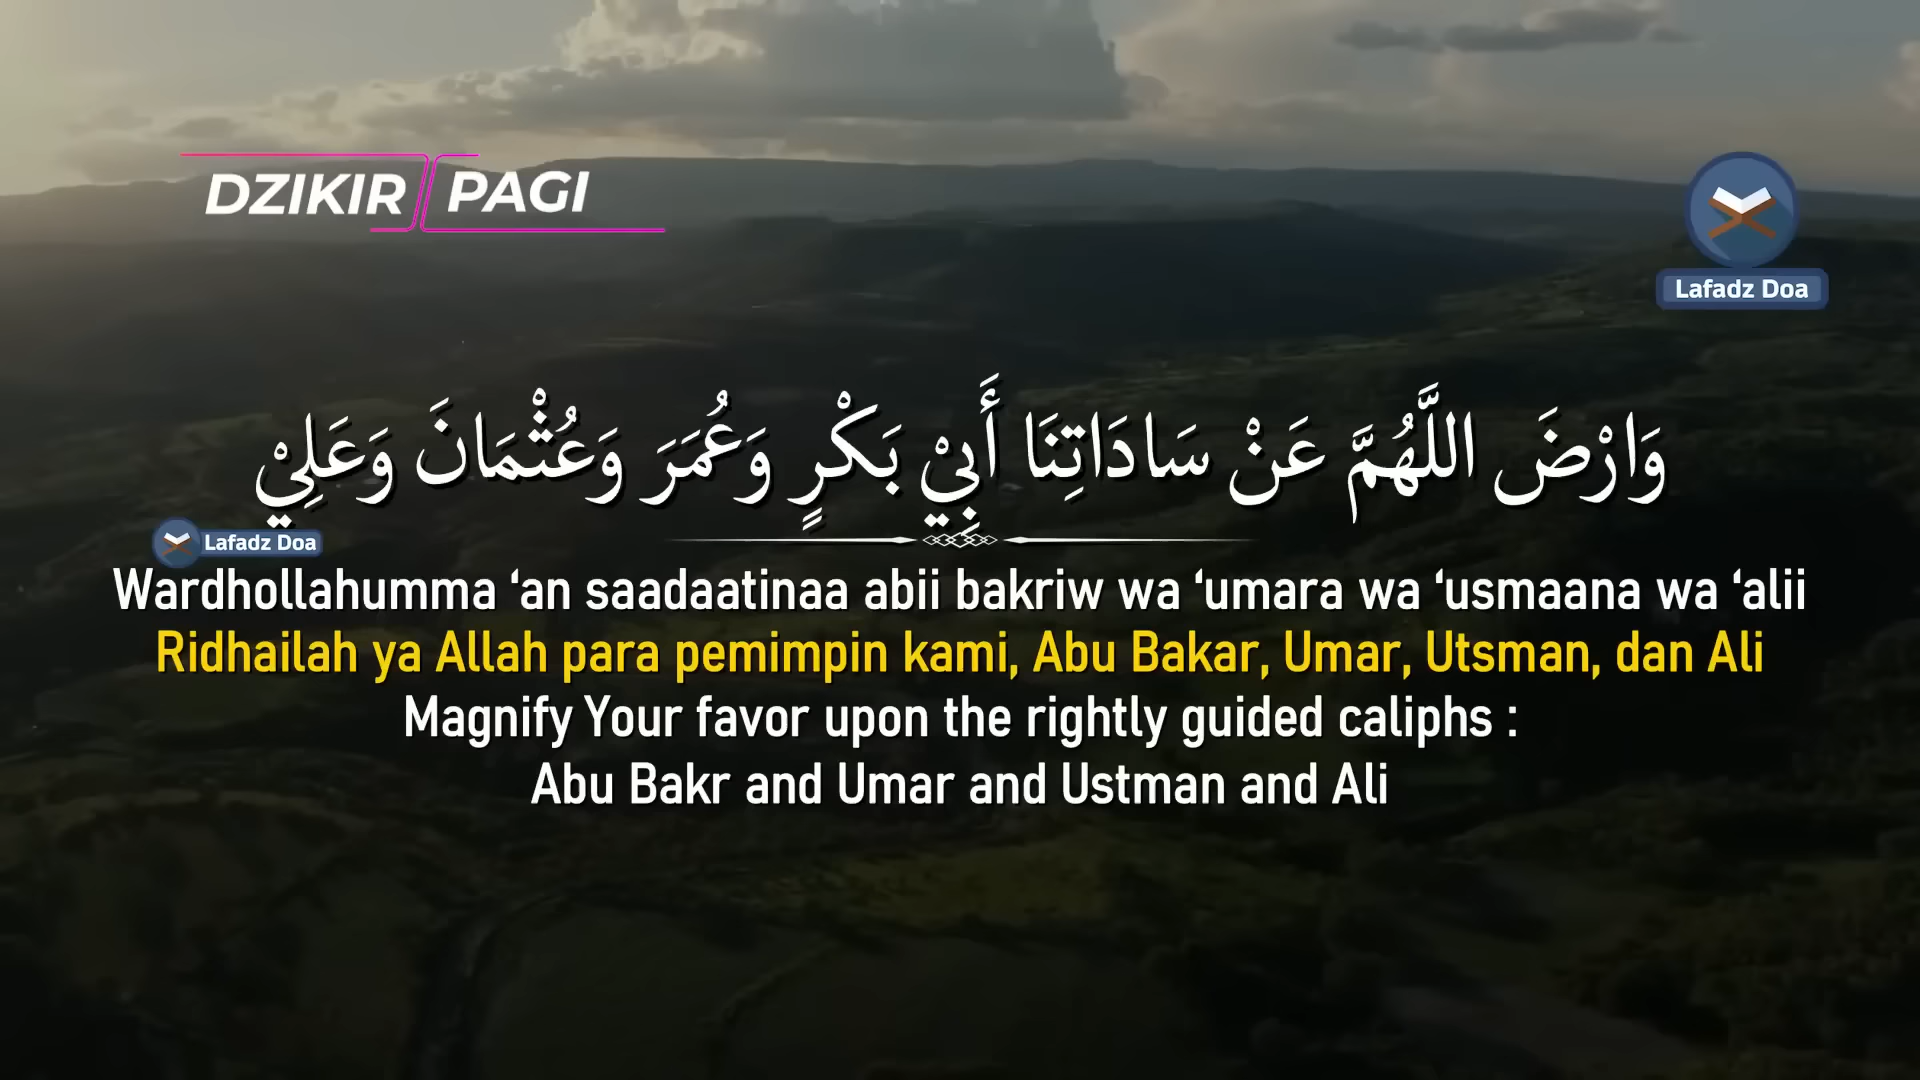 DZIKIR PAGI
Lafadz Doa
وَارْضَ اللَّهُمَّ عَنْ سَادَاتِنَا أَبِيْ بَكْرٍ وَعُمَرَ وَعُثْمَانَ وَعَلِيْ
Lafadz Doa
Wardhollahumma ‘an saadaatinaa abii bakriw wa ‘umara wa ‘usmaana wa ‘alii
Ridhailah ya Allah para pemimpin kami, Abu Bakar, Umar, Utsman, dan Ali
Magnify Your favor upon the rightly guided caliphs :
Abu Bakr and Umar and Ustman and Ali